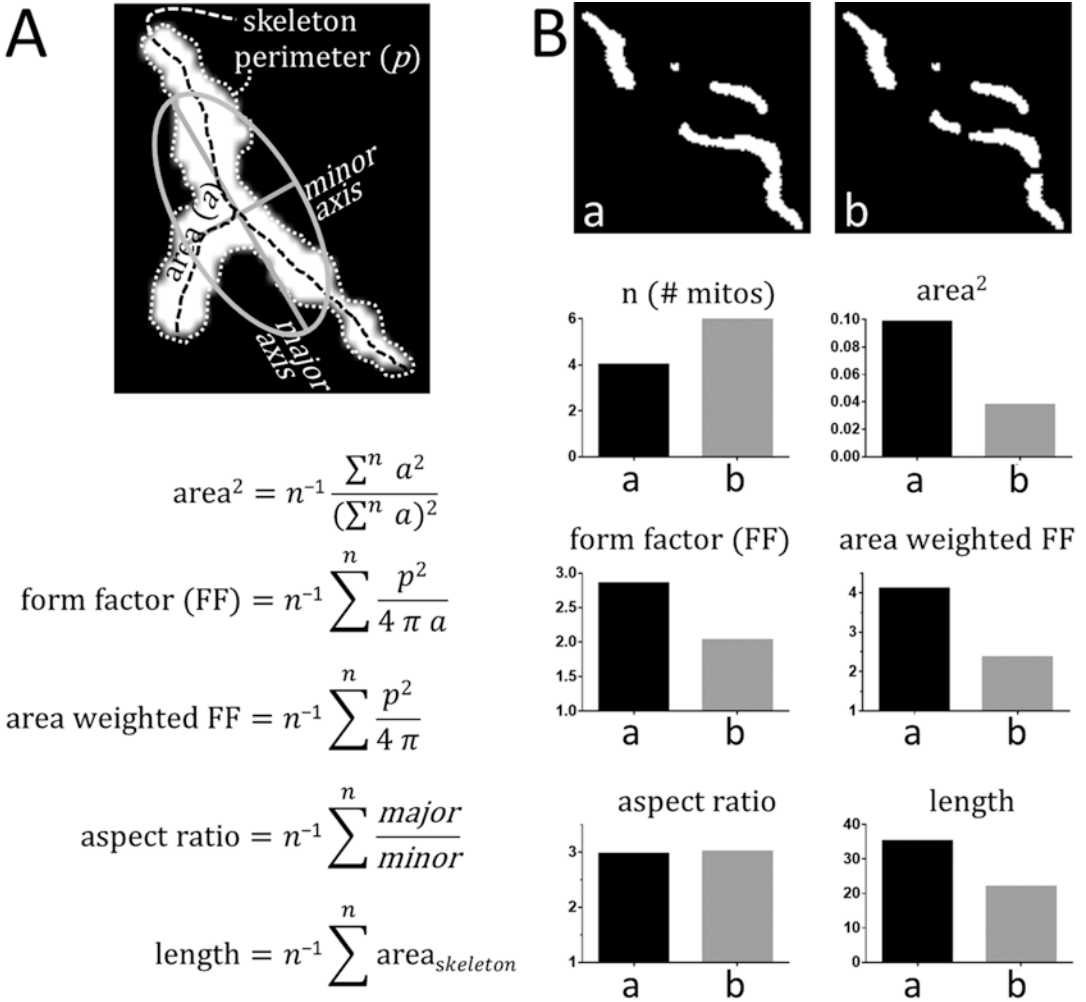 A
skeleton
perimeter (p)
minor
axis
area (a)
major
axis
area² = n⁻¹ Σⁿ a² / (Σⁿ a)²
form factor (FF) = n⁻¹ Σⁿ p² / 4 π a
area weighted FF = n⁻¹ Σⁿ p² / 4 π
aspect ratio = n⁻¹ Σⁿ major / minor
length = n⁻¹ Σⁿ area_skeleton
B
a
b
n (# mitos)
6
4
2
0
a b
area²
0.10
0.08
0.06
0.04
0.02
0.00
a b
form factor (FF)
3.0
2.5
2.0
1.5
1.0
a b
area weighted FF
4
3
2
1
a b
aspect ratio
3
2
1
a b
length
40
30
20
10
0
a b